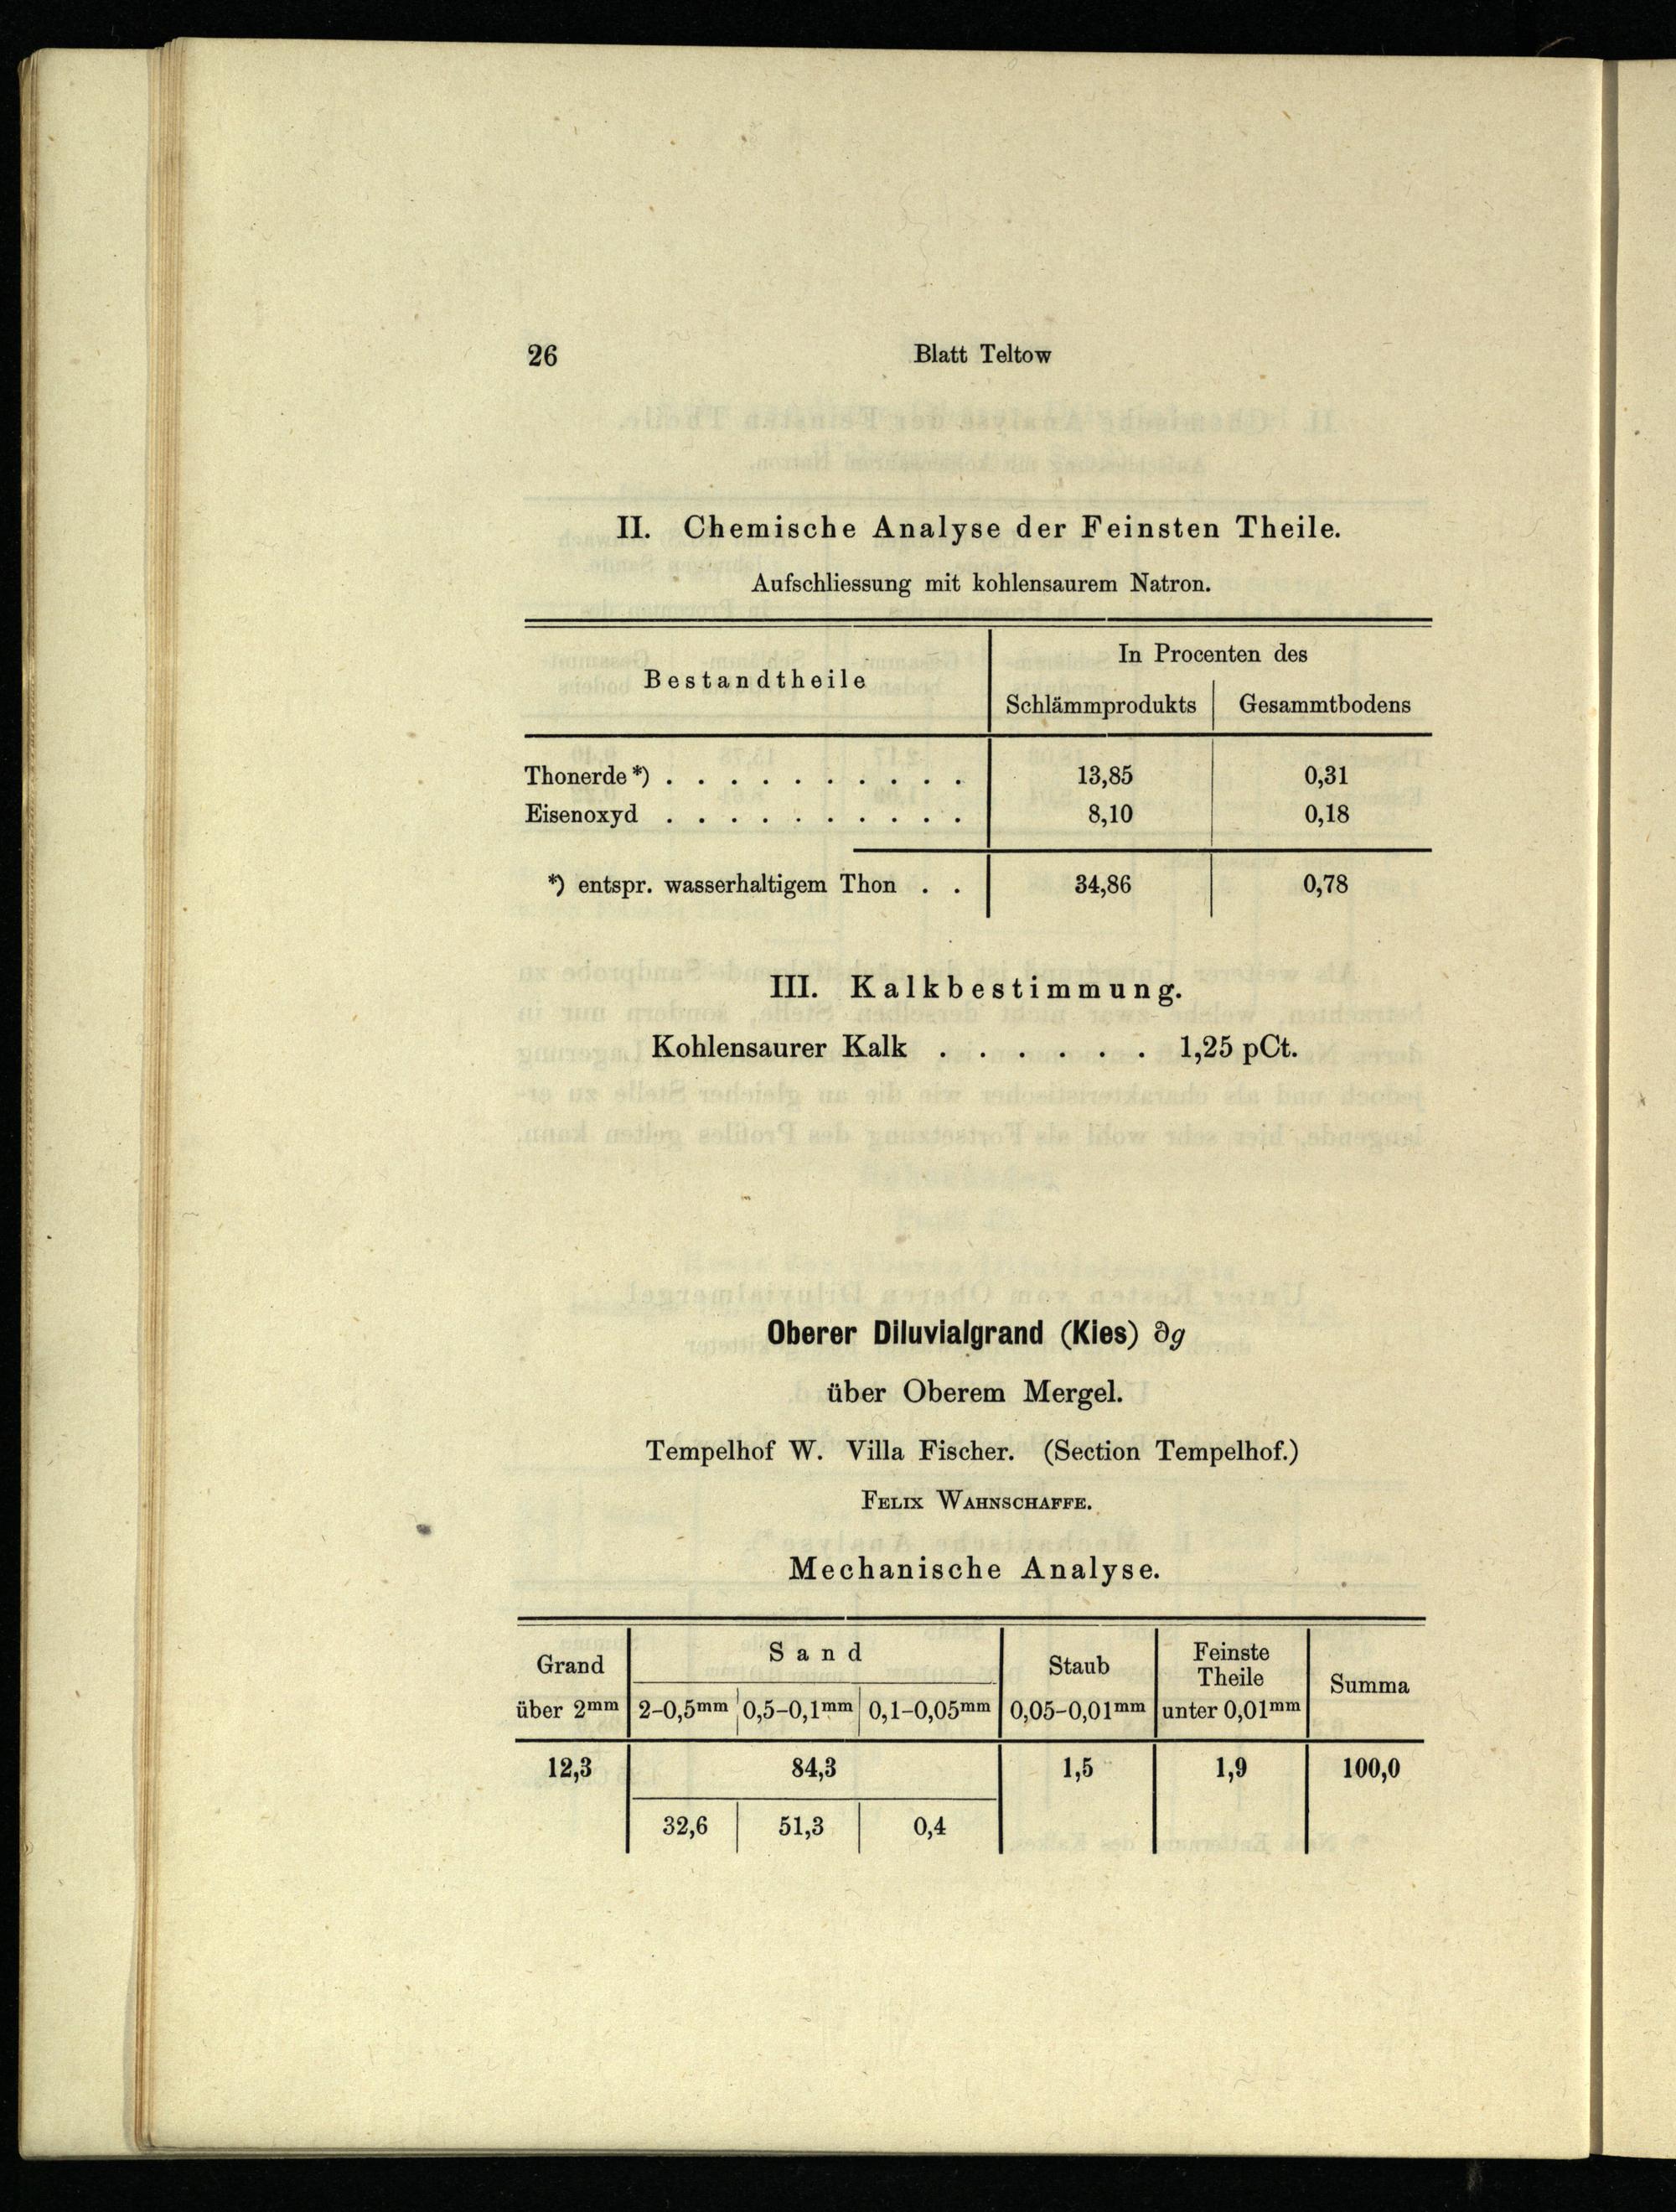 26 Blatt Teltow
II. Chemische Analyse der Feinsten Theile.
Aufschliessung mit kohlensaurem Natron.
Bestandtheile
In Procenten des
Schlämmprodukts Gesammtbodens
Thonerde *) . . . . . . . . . 13,85 0,31
Eisenoxyd . . . . . . . . . 8,10 0,18
*) entspr. wasserhaltigem Thon . . 34,86 0,78
III. Kalkbestimmung.
Kohlensaurer Kalk . . . . . . 1,25 pCt.
Oberer Diluvialgrand (Kies) ∂g
über Oberem Mergel.
Tempelhof W. Villa Fischer. (Section Tempelhof.)
FELIX WAHNSCHAFFE.
Mechanische Analyse.
Grand Sand Staub Feinste Theile Summa
über 2mm 2–0,5mm 0,5–0,1mm 0,1–0,05mm 0,05–0,01mm unter 0,01mm
12,3 84,3 1,5 1,9 100,0
32,6 51,3 0,4